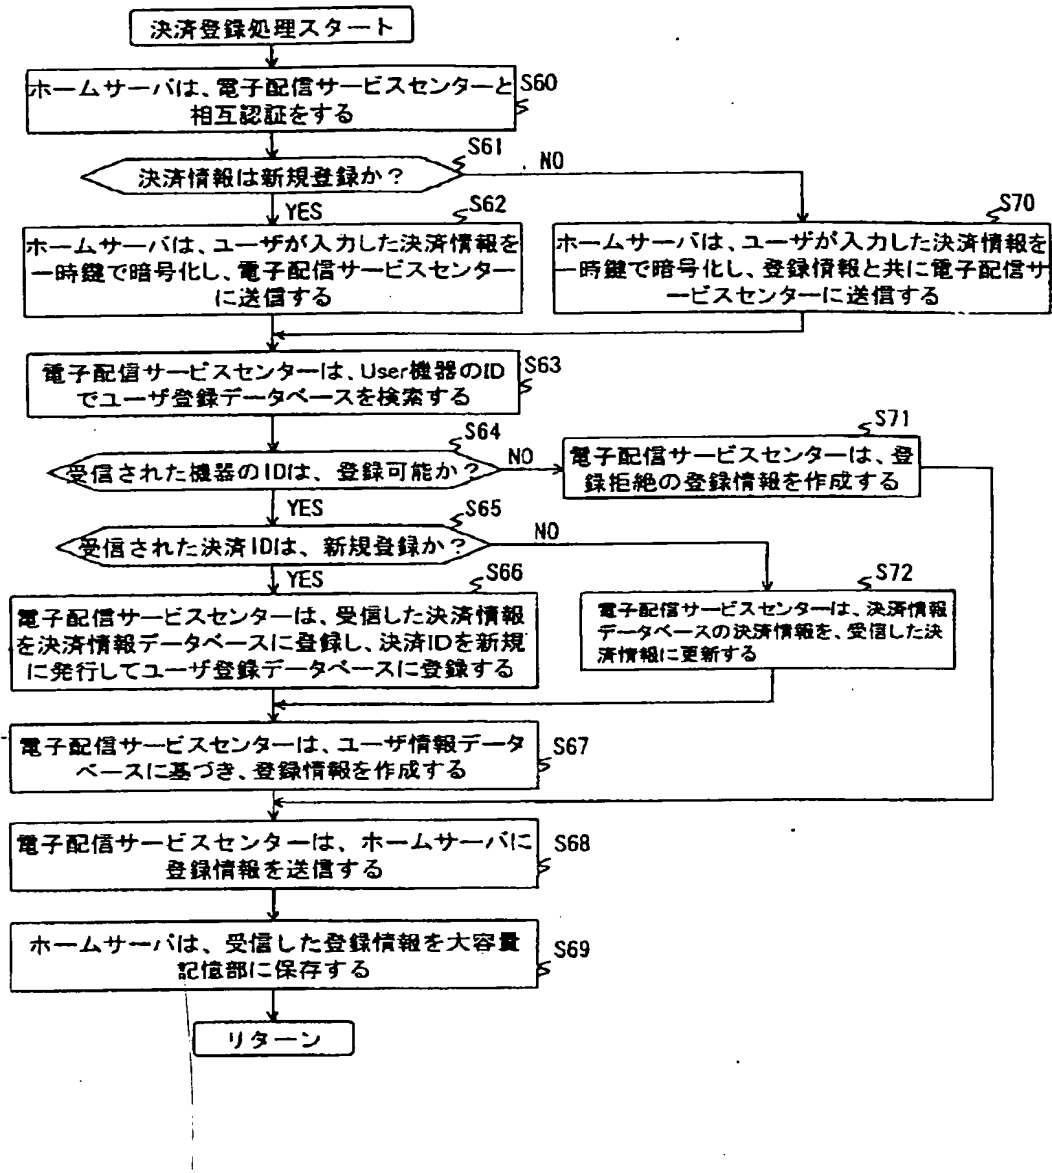 決済登録処理スタート
ホームサーバは、電子配信サービスセンターと
相互認証をする
S60
決済情報は新規登録か?
S61
NO
YES
S62
ホームサーバは、ユーザが入力した決済情報を
一時鍵で暗号化し、電子配信サービスセンター
に送信する
S70
ホームサーバは、ユーザが入力した決済情報を
一時鍵で暗号化し、登録情報と共に電子配信サ
ービスセンターに送信する
電子配信サービスセンターは、User機器のID
でユーザ登録データベースを検索する
S63
受信された機器のIDは、登録可能か?
S64
NO
YES
S71
電子配信サービスセンターは、登
録拒絶の登録情報を作成する
受信された決済IDは、新規登録か?
S65
NO
YES
S66
電子配信サービスセンターは、受信した決済情報
を決済情報データベースに登録し、決済IDを新規
に発行してユーザ登録データベースに登録する
S72
電子配信サービスセンターは、決済情報
データベースの決済情報を、受信した決
済情報に更新する
電子配信サービスセンターは、ユーザ情報データ
ベースに基づき、登録情報を作成する
S67
電子配信サービスセンターは、ホームサーバに
登録情報を送信する
S68
ホームサーバは、受信した登録情報を大容量
記憶部に保存する
S69
リターン